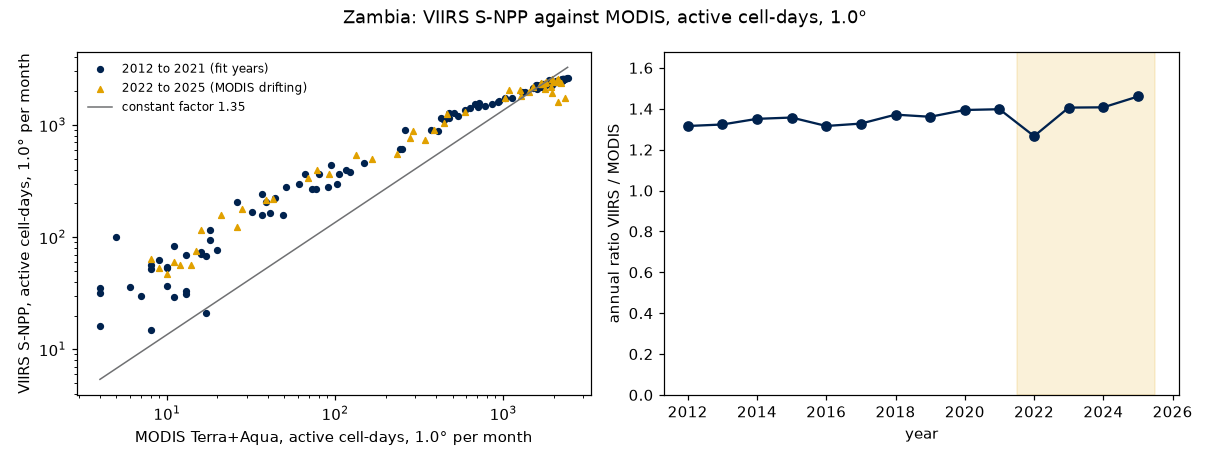 Zambia: VIIRS S-NPP against MODIS, active cell-days, 1.0°
VIIRS S-NPP, active cell-days, 1.0° per month
10³
10²
10¹
2012 to 2021 (fit years)
2022 to 2025 (MODIS drifting)
constant factor 1.35
10¹ 10² 10³
MODIS Terra+Aqua, active cell-days, 1.0° per month
annual ratio VIIRS / MODIS
1.6
1.4
1.2
1.0
0.8
0.6
0.4
0.2
0.0
2012 2014 2016 2018 2020 2022 2024 2026
year